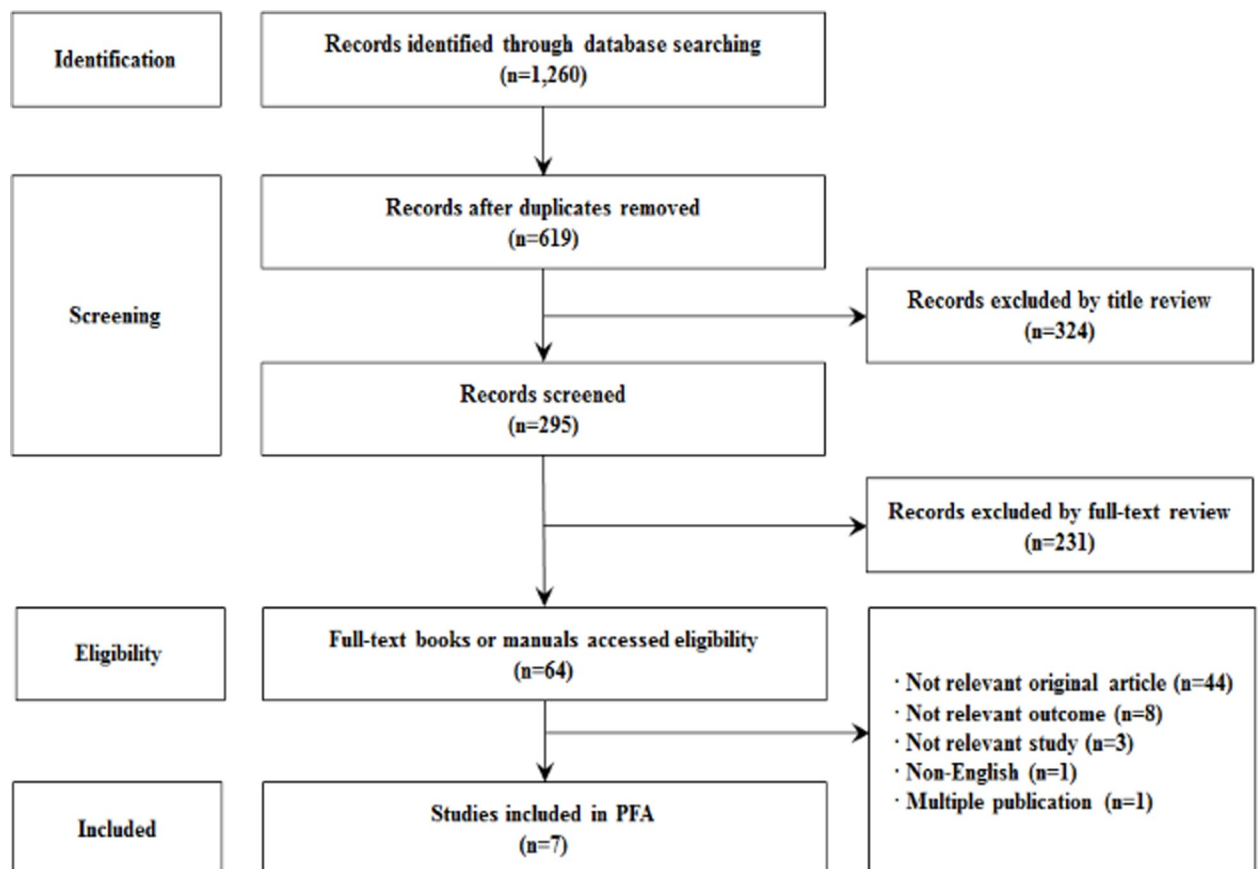 Identification
Records identified through database searching
(n=1,260)
Records after duplicates removed
(n=619)
Screening
Records excluded by title review
(n=324)
Records screened
(n=295)
Records excluded by full-text review
(n=231)
Eligibility
Full-text books or manuals accessed eligibility
(n=64)
· Not relevant original article (n=44)
· Not relevant outcome (n=8)
· Not relevant study (n=3)
· Non-English (n=1)
· Multiple publication (n=1)
Included
Studies included in PFA
(n=7)